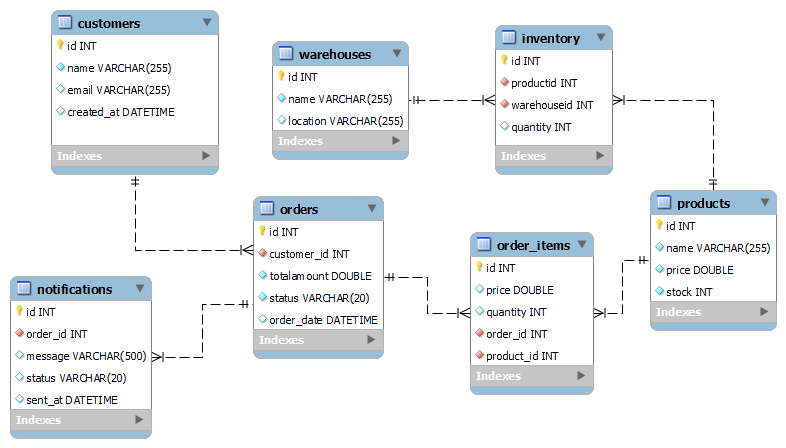 customers
id INT
name VARCHAR(255)
email VARCHAR(255)
created_at DATETIME
Indexes
warehouses
id INT
name VARCHAR(255)
location VARCHAR(255)
Indexes
inventory
id INT
productid INT
warehouseid INT
quantity INT
Indexes
products
id INT
name VARCHAR(255)
price DOUBLE
stock INT
Indexes
orders
id INT
customer_id INT
totalamount DOUBLE
status VARCHAR(20)
order_date DATETIME
Indexes
order_items
id INT
price DOUBLE
quantity INT
order_id INT
product_id INT
Indexes
notifications
id INT
order_id INT
message VARCHAR(500)
status VARCHAR(20)
sent_at DATETIME
Indexes